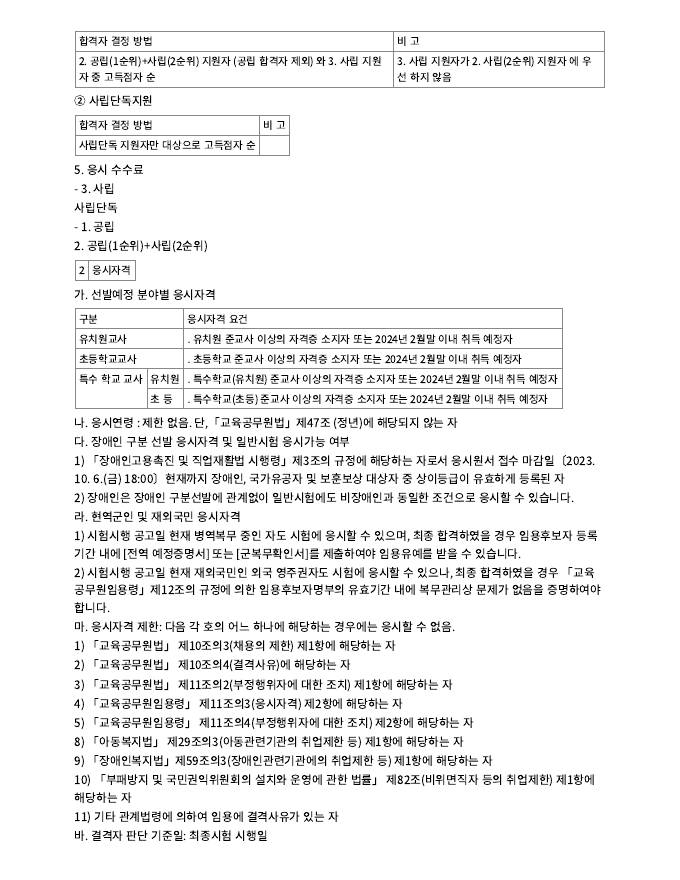 합격자 결정 방법 비 고
2. 공립(1순위)+사립(2순위) 지원자 (공립 합격자 제외) 와 3. 사립 지원 3. 사립 지원자가 2. 사립(2순위) 지원자 에 우
자 중 고득점자 순 선 하지 않음
② 사립단독지원
합격자 결정 방법 비 고
사립단독 지원자만 대상으로 고득점자 순
5. 응시 수수료
- 3. 사립
사립단독
- 1. 공립
2. 공립(1순위)+사립(2순위)
2 응시자격
가. 선발예정 분야별 응시자격
구분 응시자격 요건
유치원교사 . 유치원 준교사 이상의 자격증 소지자 또는 2024년 2월말 이내 취득 예정자
초등학교교사 . 초등학교 준교사 이상의 자격증 소지자 또는 2024년 2월말 이내 취득 예정자
특수 학교 교사 유치원 . 특수학교(유치원) 준교사 이상의 자격증 소지자 또는 2024년 2월말 이내 취득 예정자
초 등 . 특수학교(초등) 준교사 이상의 자격증 소지자 또는 2024년 2월말 이내 취득 예정자
나. 응시연령 : 제한 없음. 단,「교육공무원법」제47조 (정년)에 해당되지 않는 자
다. 장애인 구분 선발 응시자격 및 일반시험 응시가능 여부
1) 「장애인고용촉진 및 직업재활법 시행령」제3조의 규정에 해당하는 자로서 응시원서 접수 마감일〔2023.
10. 6.(금) 18:00〕현재까지 장애인, 국가유공자 및 보훈보상 대상자 중 상이등급이 유효하게 등록된 자
2) 장애인은 장애인 구분선발에 관계없이 일반시험에도 비장애인과 동일한 조건으로 응시할 수 있습니다.
라. 현역군인 및 재외국민 응시자격
1) 시험시행 공고일 현재 병역복무 중인 자도 시험에 응시할 수 있으며, 최종 합격하였을 경우 임용후보자 등록
기간 내에 [전역 예정증명서] 또는 [군복무확인서]를 제출하여야 임용유예를 받을 수 있습니다.
2) 시험시행 공고일 현재 재외국민인 외국 영주권자도 시험에 응시할 수 있으나, 최종 합격하였을 경우 「교육
공무원임용령」제12조의 규정에 의한 임용후보자명부의 유효기간 내에 복무관리상 문제가 없음을 증명하여야
합니다.
마. 응시자격 제한: 다음 각 호의 어느 하나에 해당하는 경우에는 응시할 수 없음.
1) 「교육공무원법」 제10조의3(채용의 제한) 제1항에 해당하는 자
2) 「교육공무원법」 제10조의4(결격사유)에 해당하는 자
3) 「교육공무원법」 제11조의2(부정행위자에 대한 조치) 제1항에 해당하는 자
4) 「교육공무원임용령」 제11조의3(응시자격) 제2항에 해당하는 자
5) 「교육공무원임용령」 제11조의4(부정행위자에 대한 조치) 제2항에 해당하는 자
8) 「아동복지법」 제29조의3(아동관련기관의 취업제한 등) 제1항에 해당하는 자
9) 「장애인복지법」제59조의3(장애인관련기관에의 취업제한 등) 제1항에 해당하는 자
10) 「부패방지 및 국민권익위원회의 설치와 운영에 관한 법률」 제82조(비위면직자 등의 취업제한) 제1항에
해당하는 자
11) 기타 관계법령에 의하여 임용에 결격사유가 있는 자
바. 결격자 판단 기준일: 최종시험 시행일